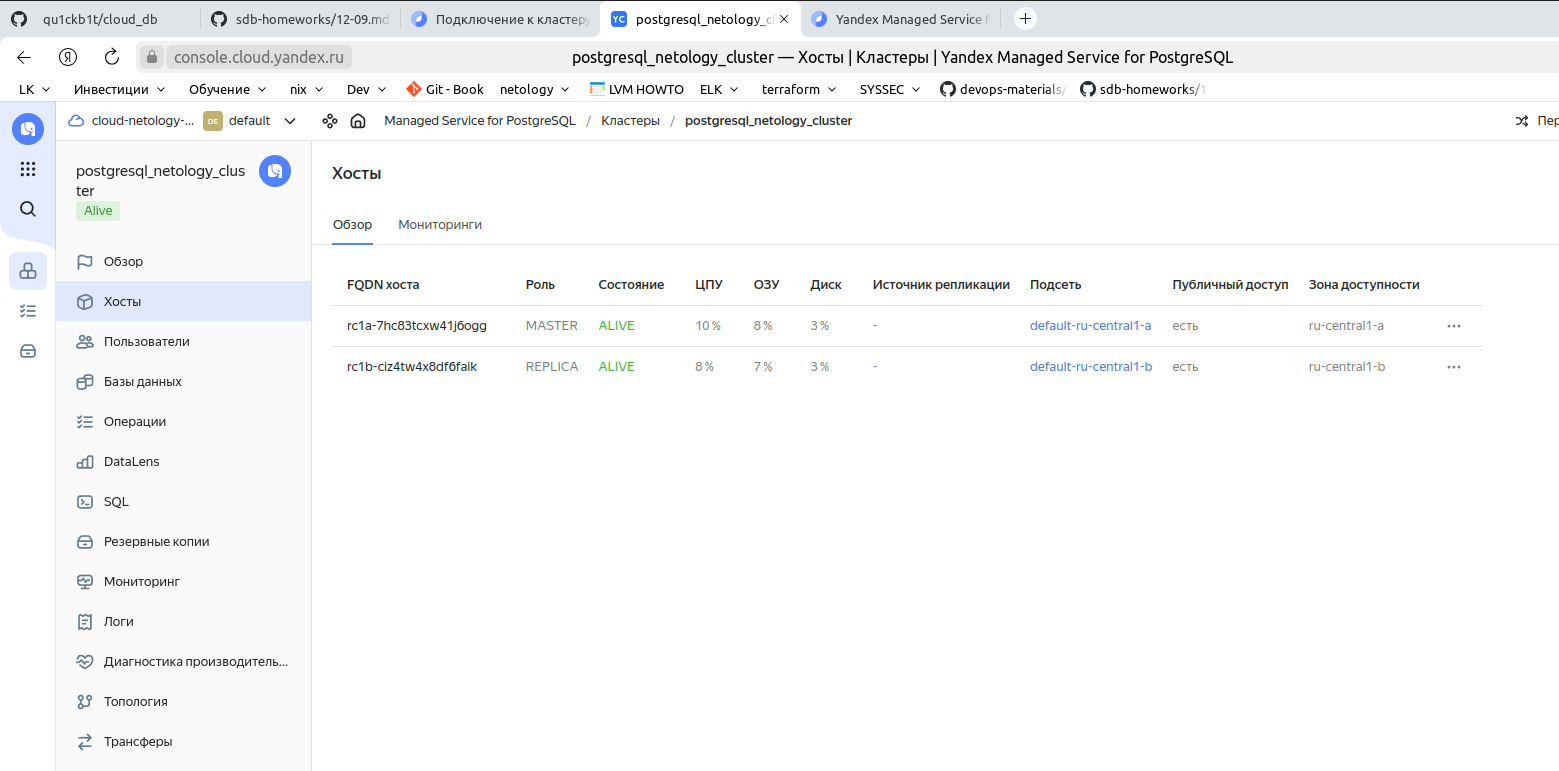 qu1ckb1t/cloud_db
sdb-homeworks/12-09.md
Подключение к кластеру
postgresql_netology_cl
Yandex Managed Service f
console.cloud.yandex.ru
postgresql_netology_cluster — Хосты | Кластеры | Yandex Managed Service for PostgreSQL
LK Инвестиции Обучение nix Dev Git - Book netology LVM HOWTO ELK terraform SYSSEC devops-materials/ sdb-homeworks/1
cloud-netology-... DE default Managed Service for PostgreSQL / Кластеры / postgresql_netology_cluster Пер
postgresql_netology_clus
ter
Alive
Обзор
Хосты
Пользователи
Базы данных
Операции
DataLens
SQL
Резервные копии
Мониторинг
Логи
Диагностика производитель...
Топология
Трансферы
Хосты
Обзор Мониторинги
FQDN хоста Роль Состояние ЦПУ ОЗУ Диск Источник репликации Подсеть Публичный доступ Зона доступности
rc1a-7hc83tcxw41j6ogg MASTER ALIVE 10 % 8 % 3 % - default-ru-central1-a есть ru-central1-a
rc1b-ciz4tw4x8df6faik REPLICA ALIVE 8 % 7 % 3 % - default-ru-central1-b есть ru-central1-b